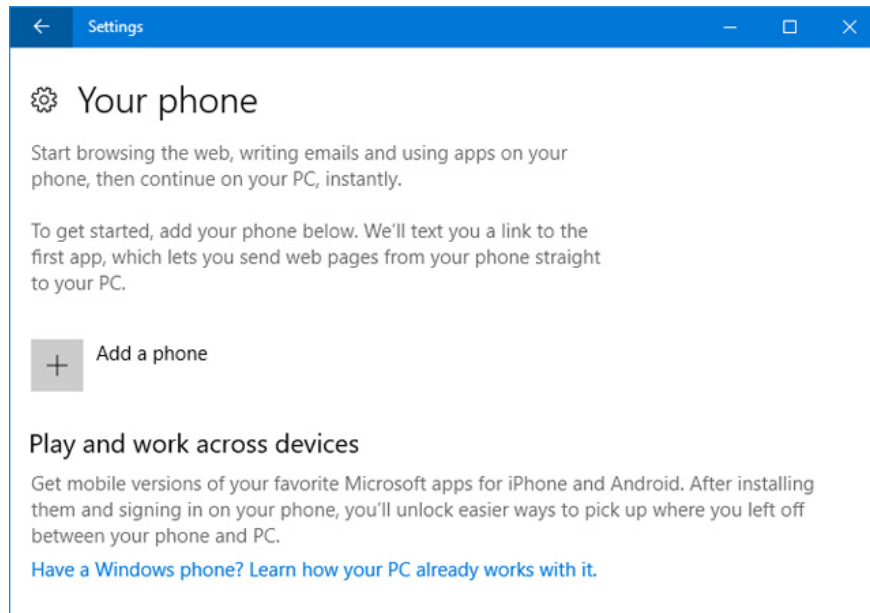 Settings
Your phone
Start browsing the web, writing emails and using apps on your
phone, then continue on your PC, instantly.
To get started, add your phone below. We'll text you a link to the
first app, which lets you send web pages from your phone straight
to your PC.
Add a phone
Play and work across devices
Get mobile versions of your favorite Microsoft apps for iPhone and Android. After installing
them and signing in on your phone, you'll unlock easier ways to pick up where you left off
between your phone and PC.
Have a Windows phone? Learn how your PC already works with it.